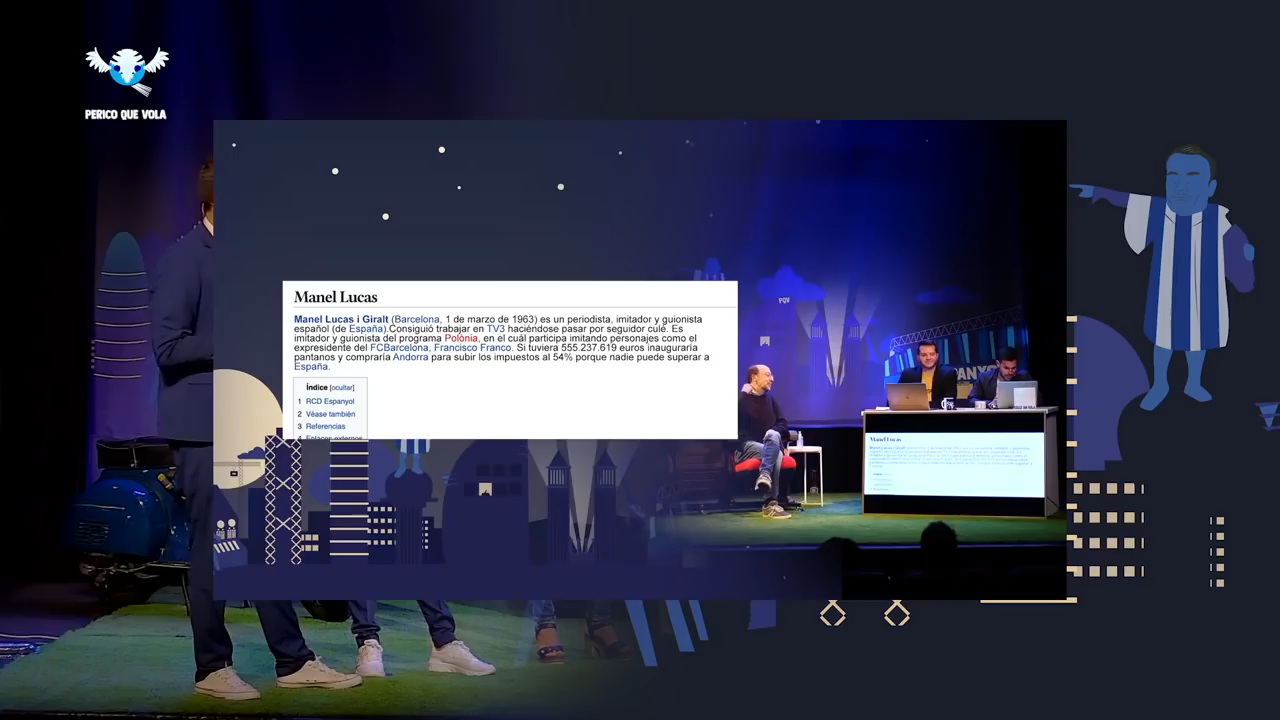 PERICO QUE VOLA
PQV
Manel Lucas
Manel Lucas i Giralt (Barcelona, 1 de marzo de 1963) es un periodista, imitador y guionista
español (de España).Consiguió trabajar en TV3 haciéndose pasar por seguidor culé. Es
imitador y guionista del programa Polònia, en el cuál participa imitando personajes como el
expresidente del FCBarcelona, Francisco Franco. Si tuviera 555.237.619 euros inauguraría
pantanos y compraría Andorra para subir los impuestos al 54% porque nadie puede superar a
España.
Índice [ocultar]
1 RCD Espanyol
2 Véase también
3 Referencias
4 Enlaces externos
Manel Lucas